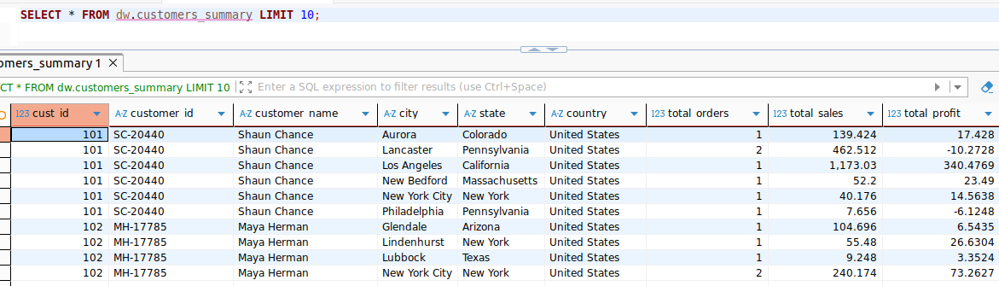 SELECT * FROM dw.customers_summary LIMIT 10;
omers_summary 1 ✕
CT * FROM dw.customers_summary LIMIT 10 Enter a SQL expression to filter results (use Ctrl+Space)
123 cust_id A-Z customer_id A-Z customer_name A-Z city A-Z state A-Z country 123 total_orders 123 total_sales 123 total_profit
101 SC-20440 Shaun Chance Aurora Colorado United States 1 139.424 17.428
101 SC-20440 Shaun Chance Lancaster Pennsylvania United States 2 462.512 -10.2728
101 SC-20440 Shaun Chance Los Angeles California United States 1 1,173.03 340.4769
101 SC-20440 Shaun Chance New Bedford Massachusetts United States 1 52.2 23.49
101 SC-20440 Shaun Chance New York City New York United States 1 40.176 14.5638
101 SC-20440 Shaun Chance Philadelphia Pennsylvania United States 1 7.656 -6.1248
102 MH-17785 Maya Herman Glendale Arizona United States 1 104.696 6.5435
102 MH-17785 Maya Herman Lindenhurst New York United States 1 55.48 26.6304
102 MH-17785 Maya Herman Lubbock Texas United States 1 9.248 3.3524
102 MH-17785 Maya Herman New York City New York United States 2 240.174 73.2627